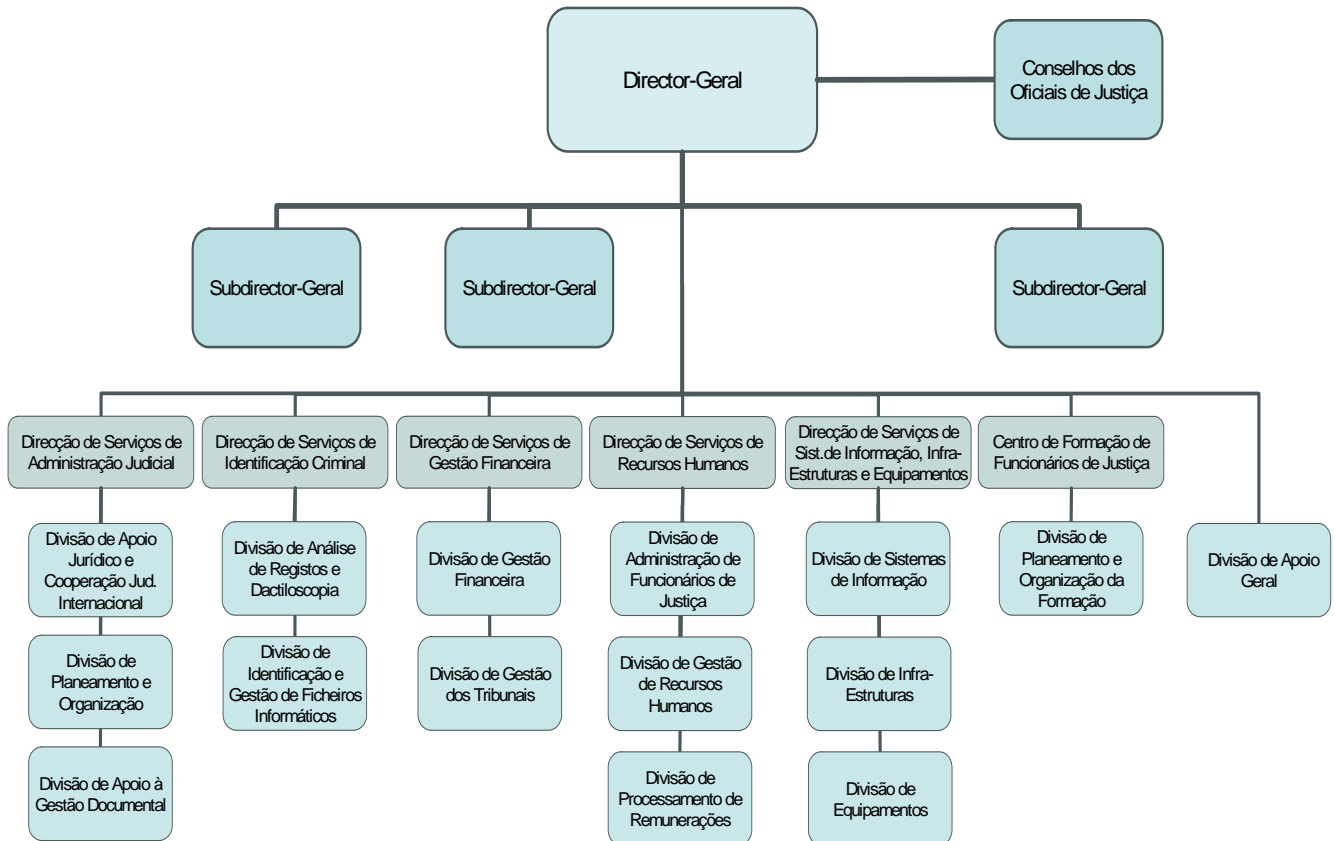 Director-Geral
Conselhos dos
Oficiais de Justiça
Subdirector-Geral
Subdirector-Geral
Subdirector-Geral
Direcção de Serviços de
Administração Judicial
Direcção de Serviços de
Identificação Criminal
Direcção de Serviços de
Gestão Financeira
Direcção de Serviços de
Recursos Humanos
Direcção de Serviços de
Sist.de Informação, Infra-
Estruturas e Equipamentos
Centro de Formação de
Funcionários de Justiça
Divisão de Apoio
Jurídico e
Cooperação Jud.
Internacional
Divisão de Análise
de Registos e
Dactiloscopia
Divisão de Gestão
Financeira
Divisão de
Administração de
Funcionários de
Justiça
Divisão de Sistemas
de Informação
Divisão de
Planeamento e
Organização da
Formação
Divisão de Apoio
Geral
Divisão de
Planeamento e
Organização
Divisão de
Identificação e
Gestão de Ficheiros
Informáticos
Divisão de Gestão
dos Tribunais
Divisão de Gestão
de Recursos
Humanos
Divisão de Infra-
Estruturas
Divisão de Apoio à
Gestão Documental
Divisão de
Processamento de
Remunerações
Divisão de
Equipamentos